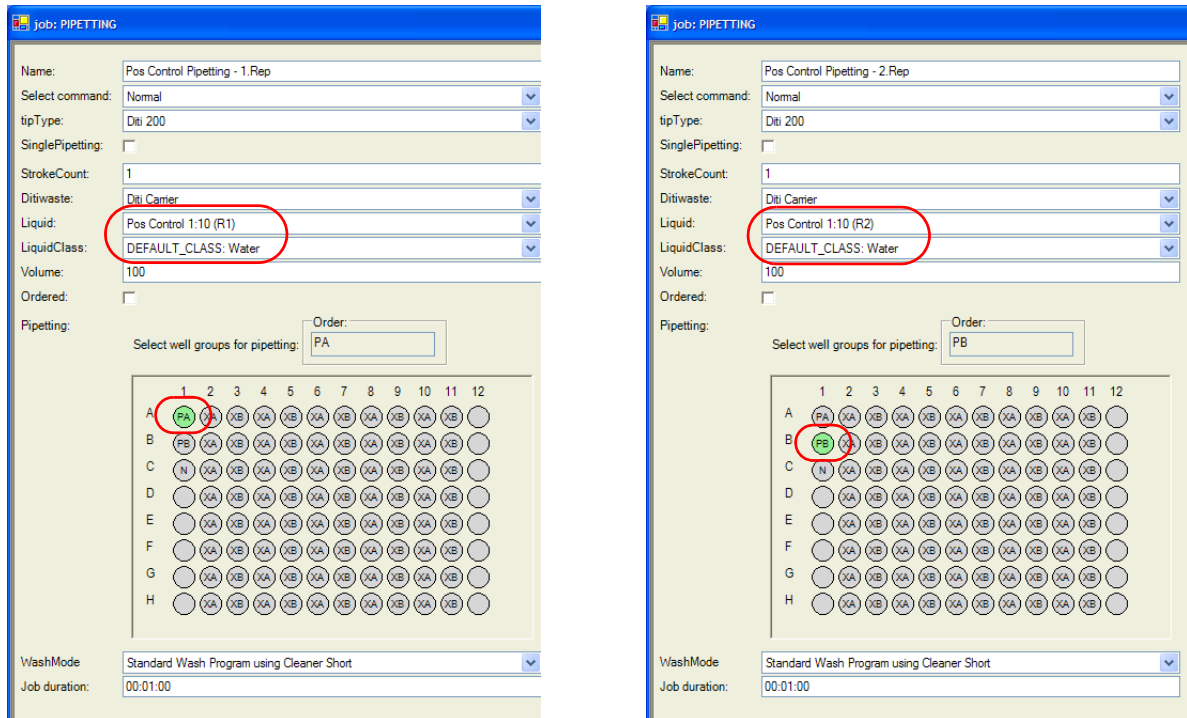 job: PIPETTING
Name: Pos Control Pipetting - 1.Rep
Select command: Normal
tipType: Diti 200
SinglePipetting:
StrokeCount: 1
Ditiwaste: Diti Carrier
Liquid: Pos Control 1:10 (R1)
LiquidClass: DEFAULT_CLASS: Water
Volume: 100
Ordered:
Pipetting:
Order:
Select well groups for pipetting: PA
1 2 3 4 5 6 7 8 9 10 11 12
A PA XA XB XA XB XA XB XA XB XA XB
B PB XA XB XA XB XA XB XA XB XA XB
C N XA XB XA XB XA XB XA XB XA XB
D XA XB XA XB XA XB XA XB XA XB
E XA XB XA XB XA XB XA XB XA XB
F XA XB XA XB XA XB XA XB XA XB
G XA XB XA XB XA XB XA XB XA XB
H XA XB XA XB XA XB XA XB XA XB
WashMode Standard Wash Program using Cleaner Short
Job duration: 00:01:00
job: PIPETTING
Name: Pos Control Pipetting - 2.Rep
Select command: Normal
tipType: Diti 200
SinglePipetting:
StrokeCount: 1
Ditiwaste: Diti Carrier
Liquid: Pos Control 1:10 (R2)
LiquidClass: DEFAULT_CLASS: Water
Volume: 100
Ordered:
Pipetting:
Order:
Select well groups for pipetting: PB
1 2 3 4 5 6 7 8 9 10 11 12
A PA XA XB XA XB XA XB XA XB XA XB
B PB XA XB XA XB XA XB XA XB XA XB
C N XA XB XA XB XA XB XA XB XA XB
D XA XB XA XB XA XB XA XB XA XB
E XA XB XA XB XA XB XA XB XA XB
F XA XB XA XB XA XB XA XB XA XB
G XA XB XA XB XA XB XA XB XA XB
H XA XB XA XB XA XB XA XB XA XB
WashMode Standard Wash Program using Cleaner Short
Job duration: 00:01:00